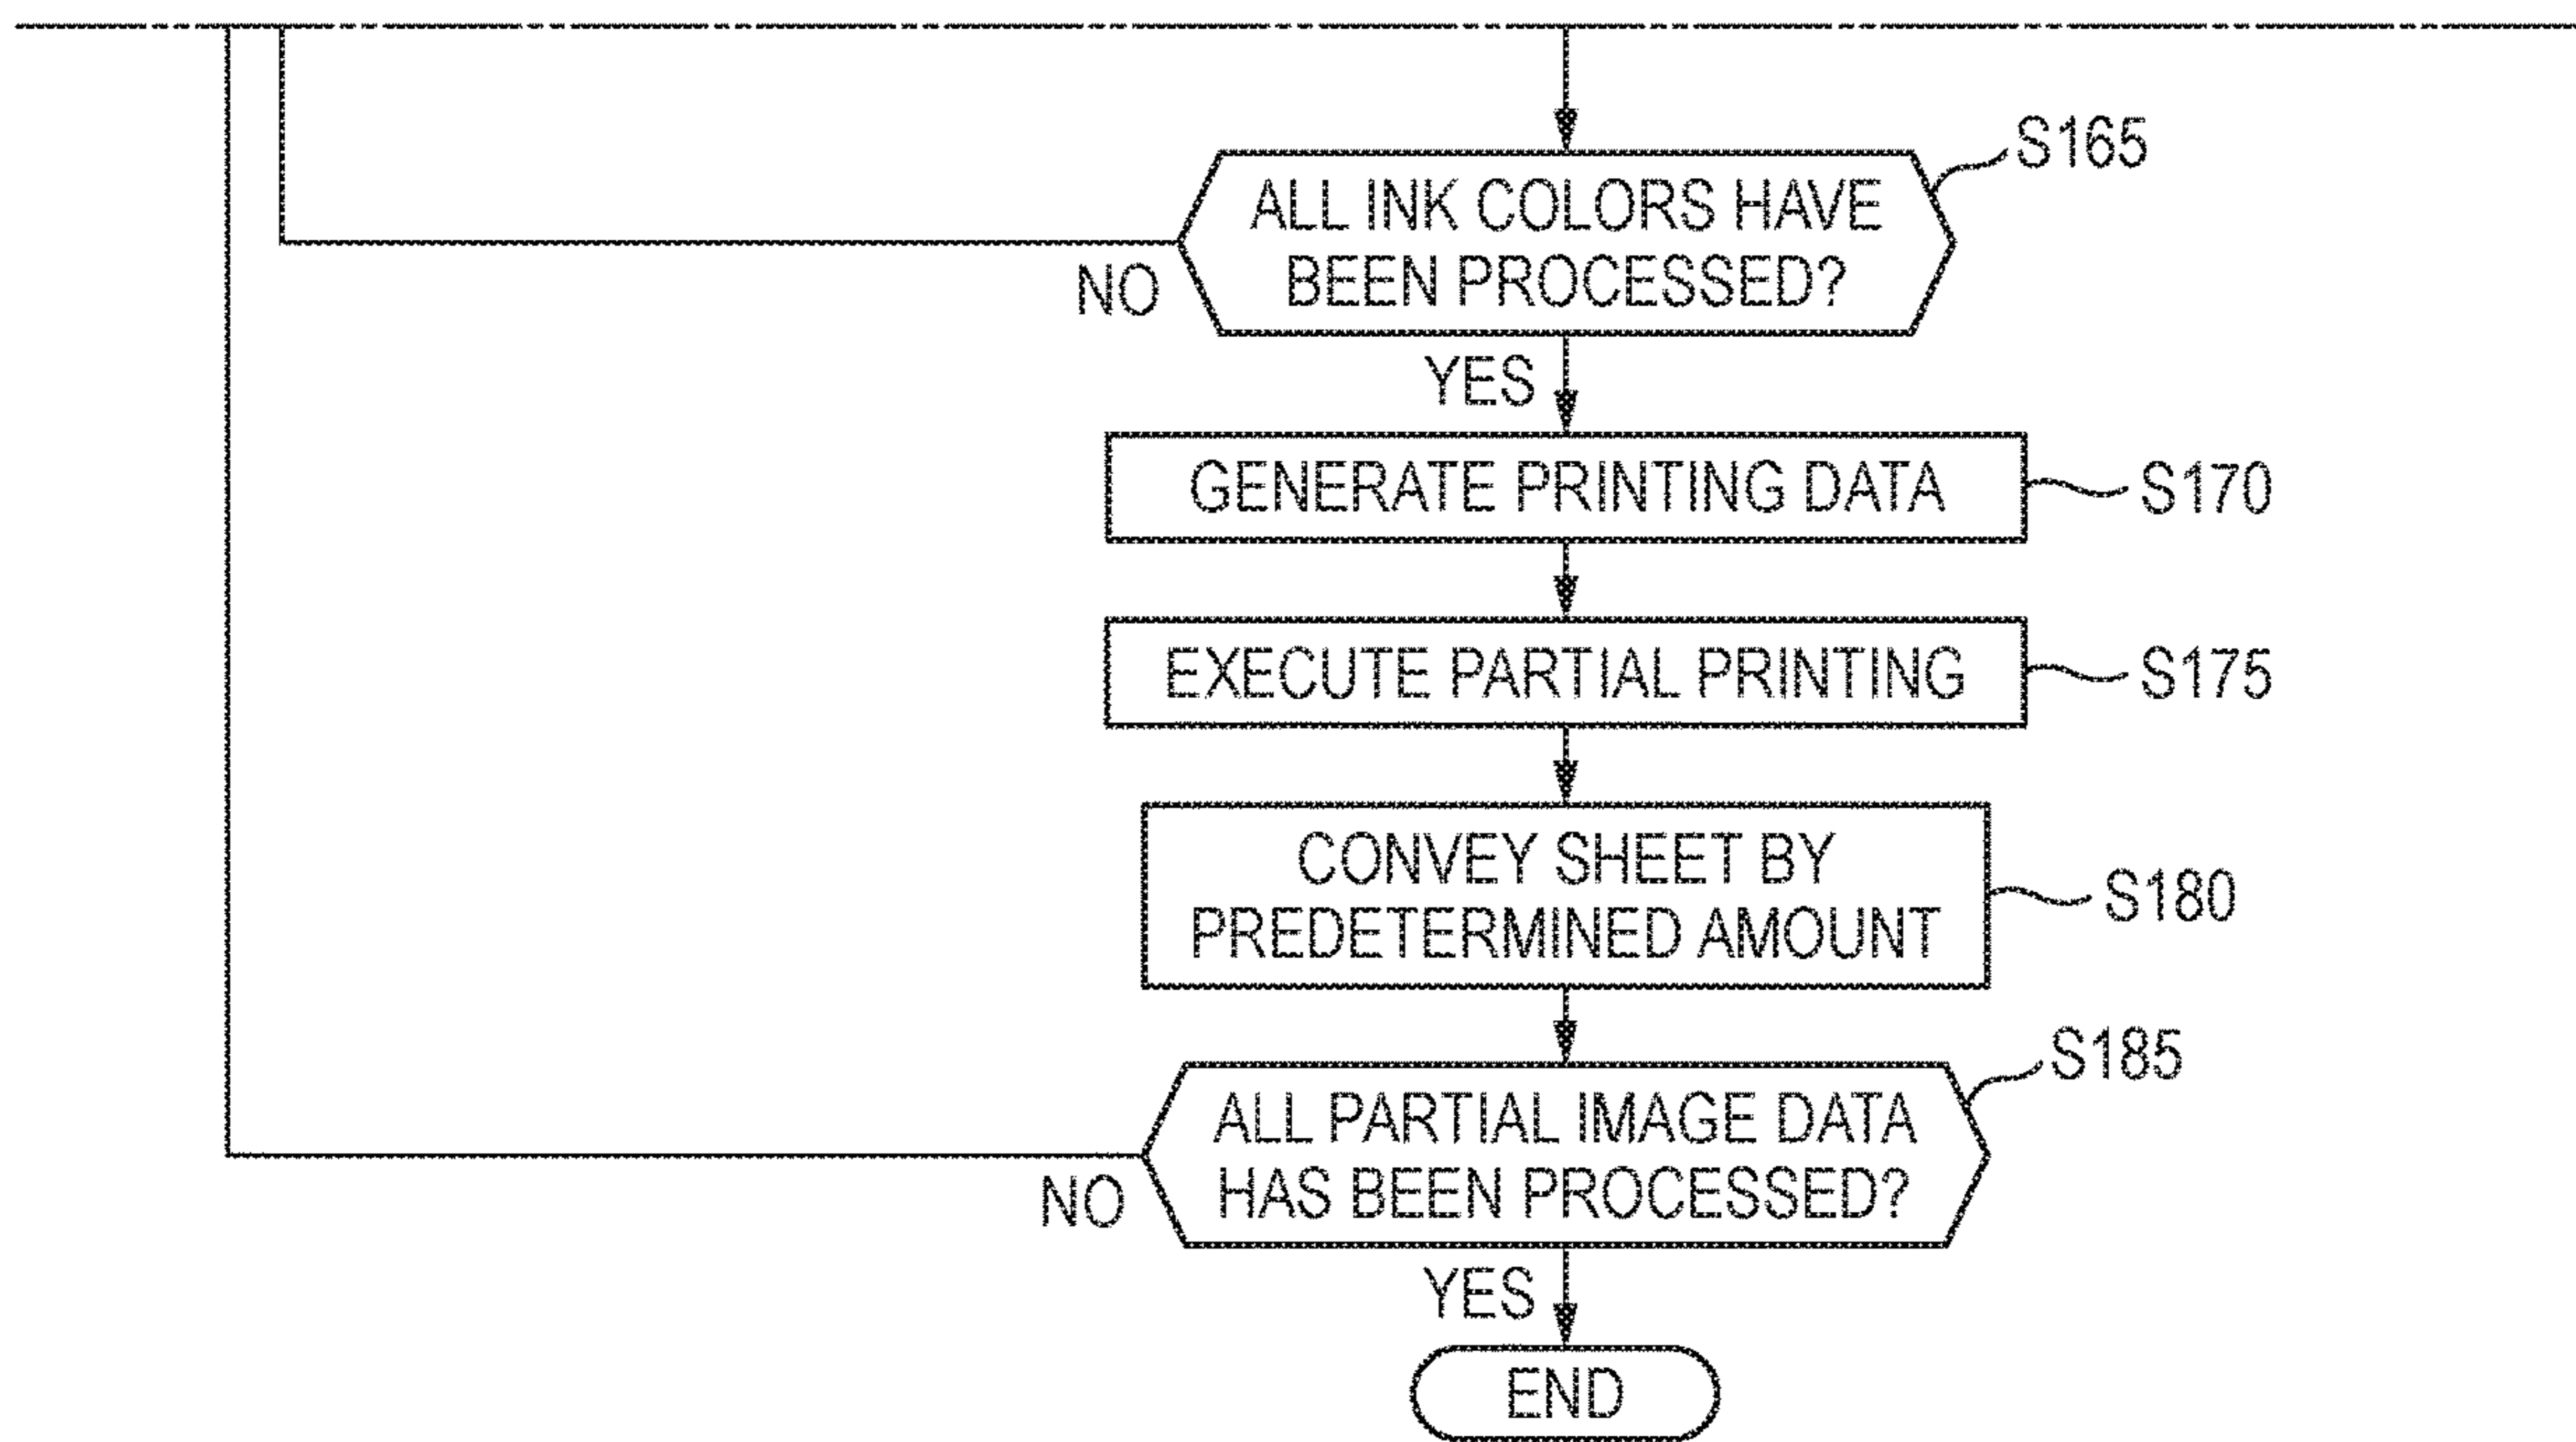 S165
ALL INK COLORS HAVE
BEEN PROCESSED?
NO
YES
GENERATE PRINTING DATA
S170
EXECUTE PARTIAL PRINTING
S175
CONVEY SHEET BY
PREDETERMINED AMOUNT
S180
S185
ALL PARTIAL IMAGE DATA
HAS BEEN PROCESSED?
NO
YES
END